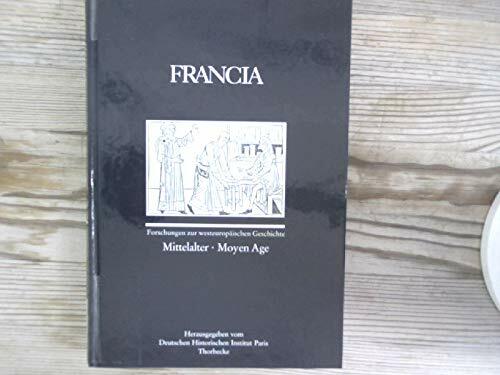 FRANCIA
Forschungen zur westeuropäischen Geschichte
Mittelalter · Moyen Age
Herausgegeben vom
Deutschen Historischen Institut Paris
Thorbecke